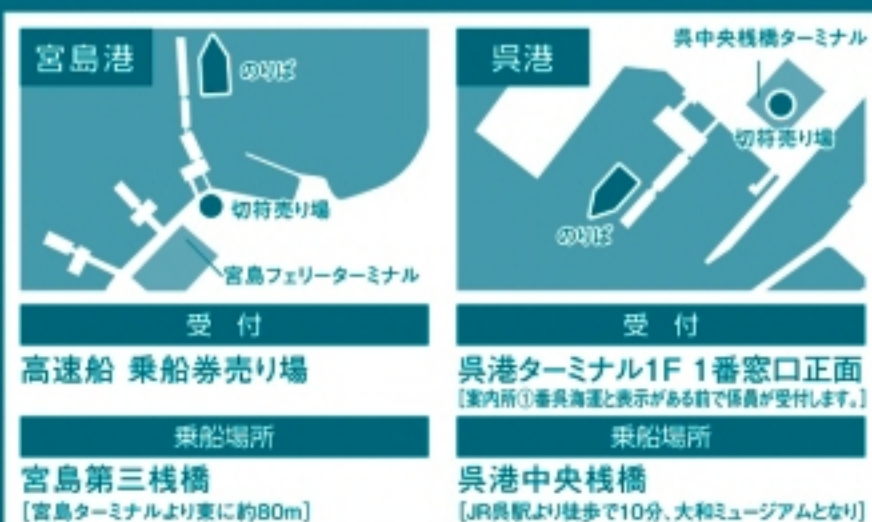 宮島港
のりば
切符売り場
宮島フェリーターミナル
受 付
高速船 乗船券売り場
乗船場所
宮島第三桟橋
[宮島ターミナルより東に約80m]
呉港
呉中央桟橋ターミナル
切符売り場
のりば
受 付
呉港ターミナル1F 1番窓口正面
[案内所①番呉海運と表示がある前で係員が受付します。]
乗船場所
呉港中央桟橋
[JR呉駅より徒歩で10分、大和ミュージアムとなり]